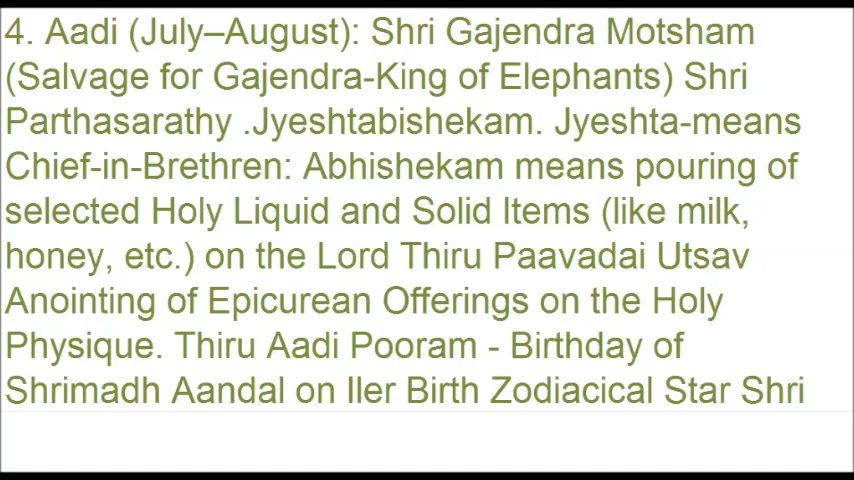 4. Aadi (July–August): Shri Gajendra Motsham
(Salvage for Gajendra-King of Elephants) Shri
Parthasarathy .Jyeshtabishekam. Jyeshta-means
Chief-in-Brethren: Abhishekam means pouring of
selected Holy Liquid and Solid Items (like milk,
honey, etc.) on the Lord Thiru Paavadai Utsav
Anointing of Epicurean Offerings on the Holy
Physique. Thiru Aadi Pooram - Birthday of
Shrimadh Aandal on Iler Birth Zodiacical Star Shri